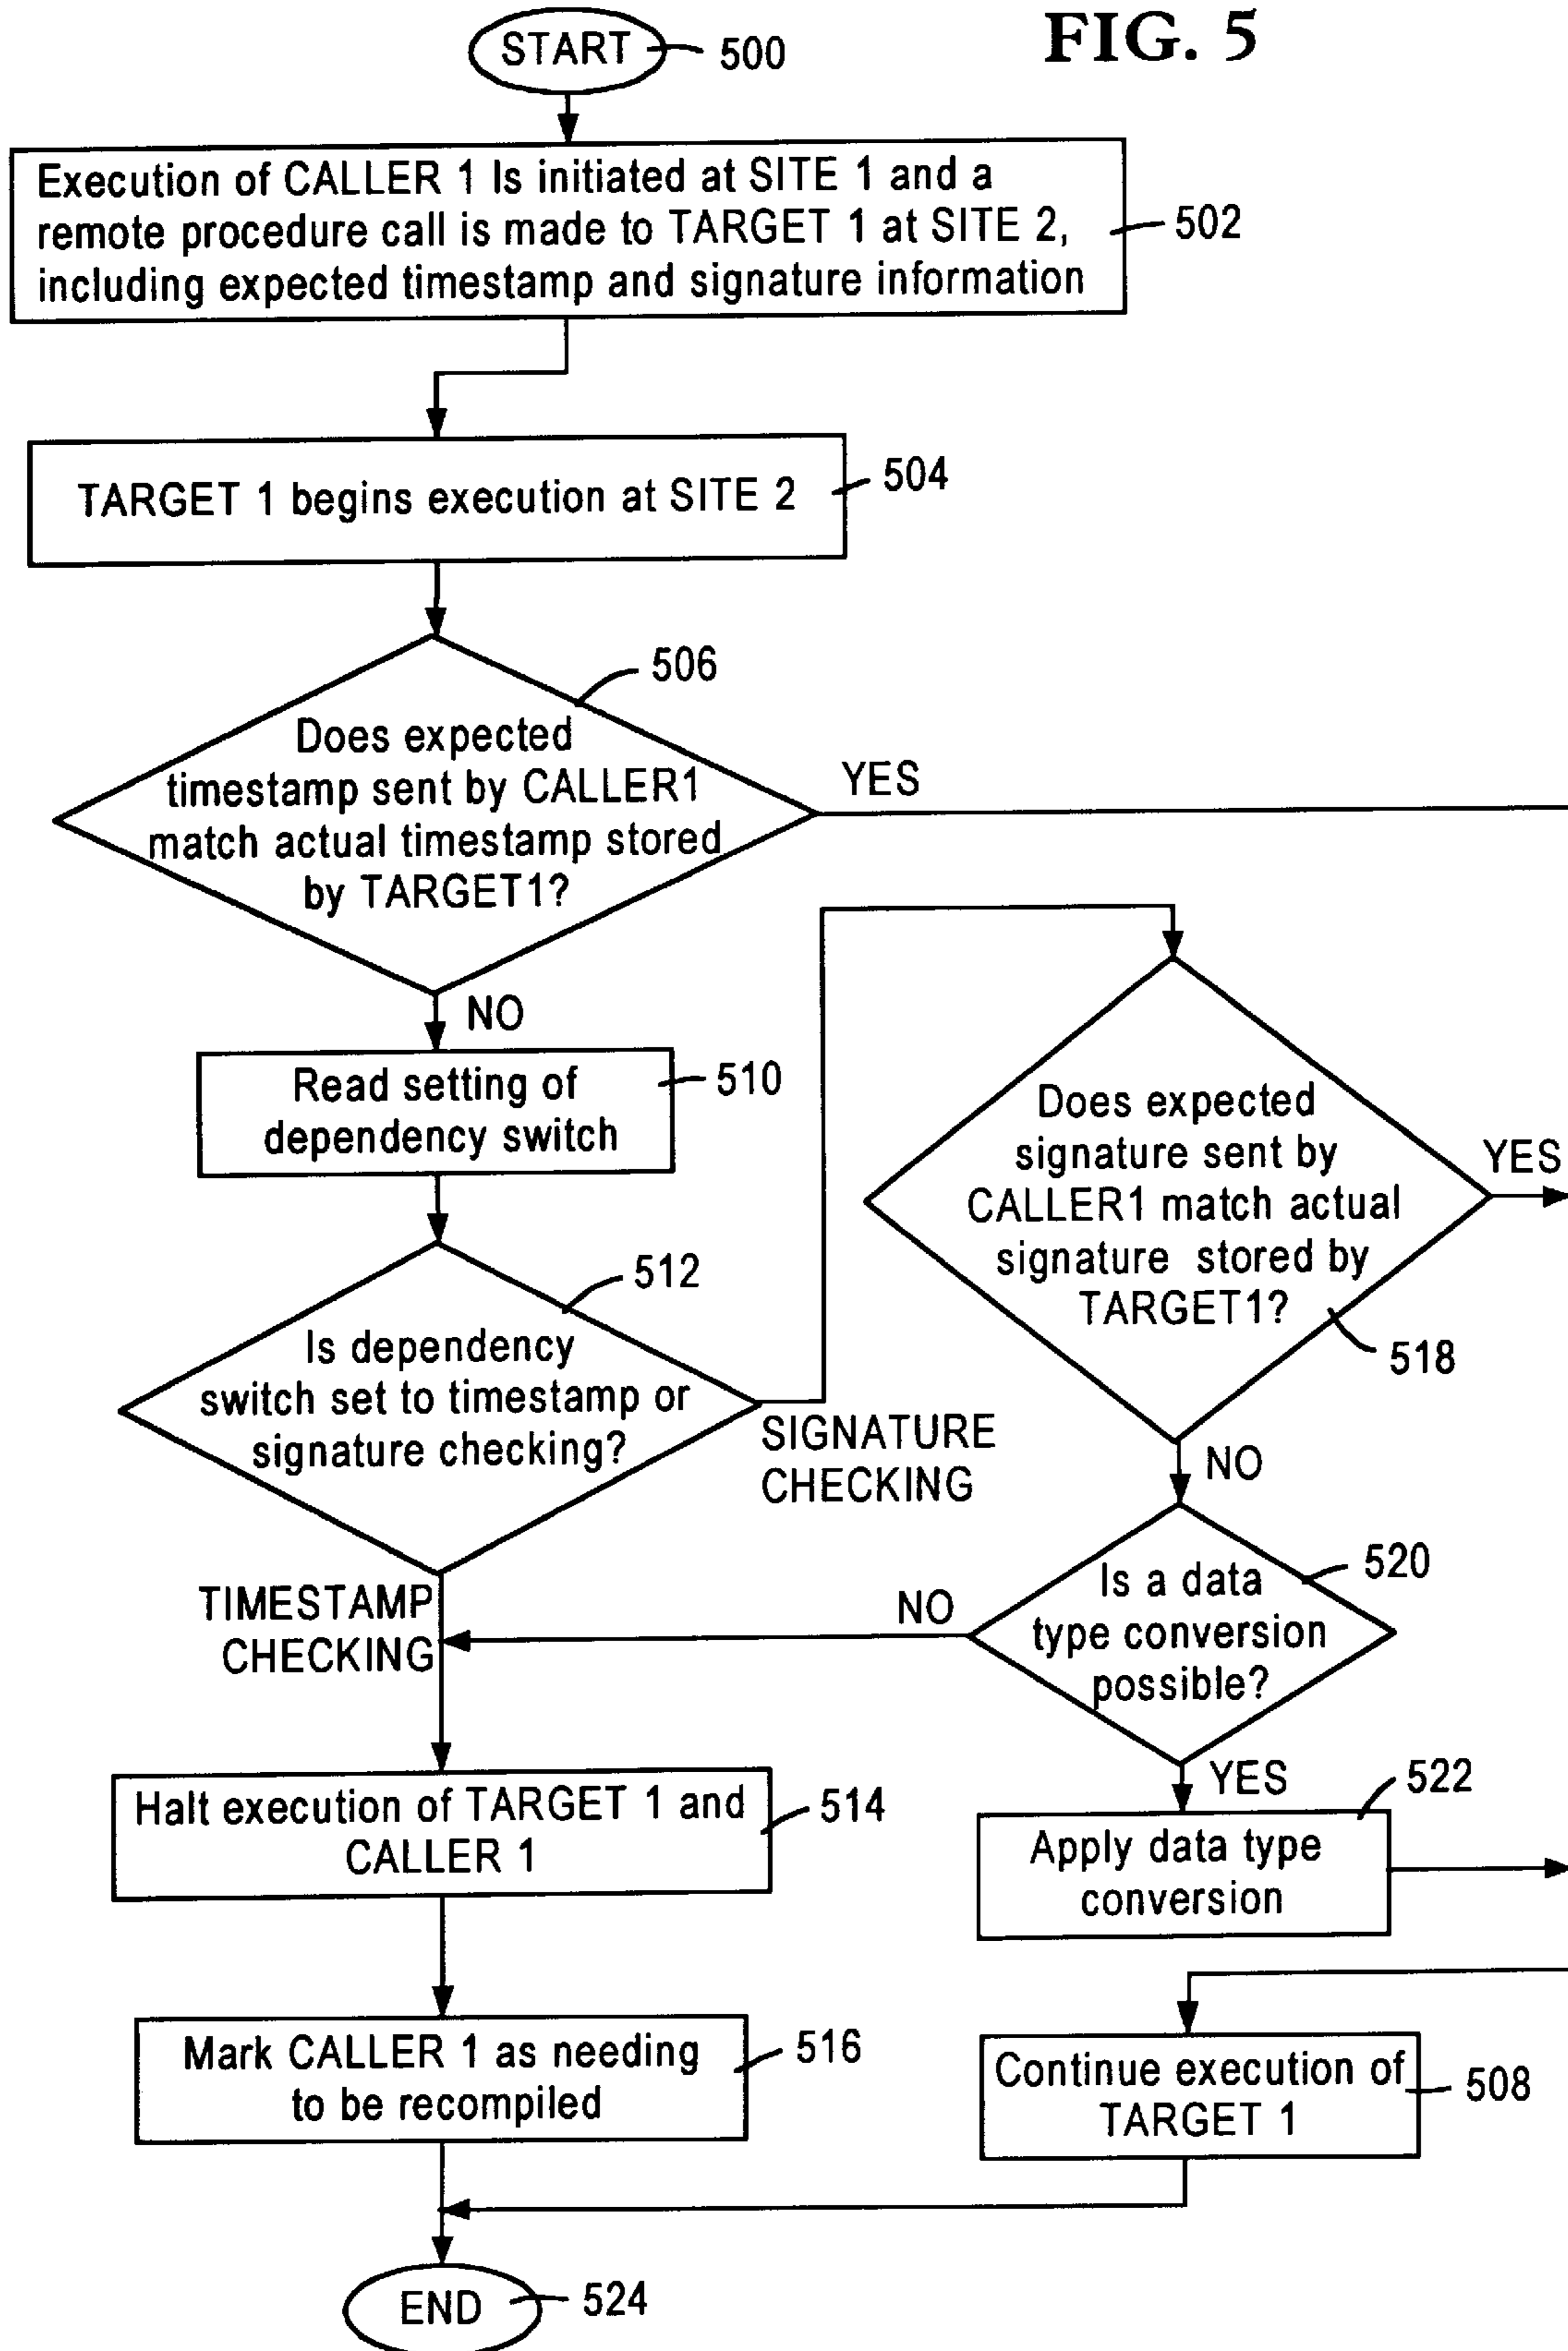 FIG. 5
START
500
Execution of CALLER 1 Is initiated at SITE 1 and a
remote procedure call is made to TARGET 1 at SITE 2,
including expected timestamp and signature information
502
TARGET 1 begins execution at SITE 2
504
506
Does expected
timestamp sent by CALLER1
match actual timestamp stored
by TARGET1?
YES
NO
Read setting of
dependency switch
510
512
Is dependency
switch set to timestamp or
signature checking?
SIGNATURE
CHECKING
TIMESTAMP
CHECKING
Does expected
signature sent by
CALLER1 match actual
signature stored by
TARGET1?
YES
518
NO
520
Is a data
type conversion
possible?
NO
YES
522
Apply data type
conversion
Halt execution of TARGET 1 and
CALLER 1
514
Mark CALLER 1 as needing
to be recompiled
516
Continue execution of
TARGET 1
508
END
524